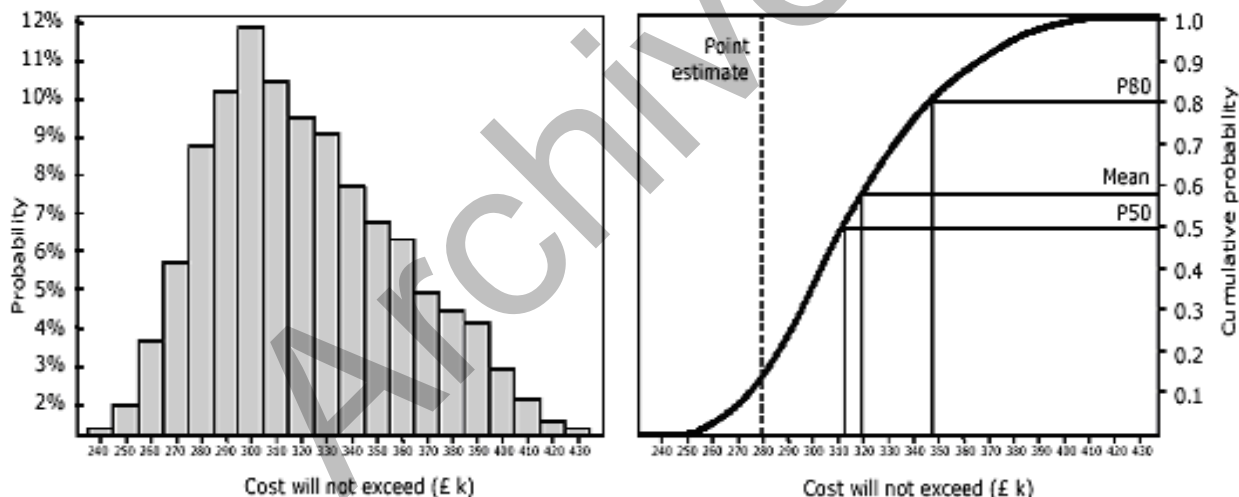 12%
11%
10%
9%
8%
7%
6%
5%
4%
3%
2%
Probability
240 250 260 270 280 290 300 310 320 330 340 350 360 370 380 390 400 410 420 430
Cost will not exceed (£ k)
Point
estimate
P80
Mean
P50
1.0
0.9
0.8
0.7
0.6
0.5
0.4
0.3
0.2
0.1
Cumulative probability
240 250 260 270 280 290 300 310 320 330 340 350 360 370 380 390 400 410 420 430
Cost will not exceed (£ k)
Archive